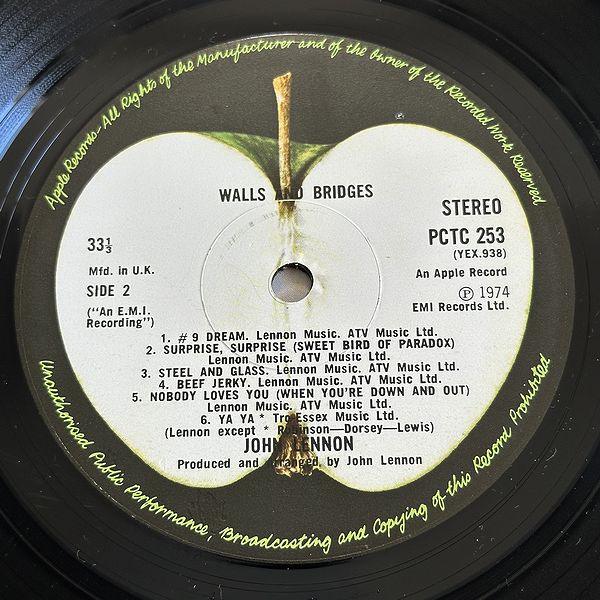 Apple Records-All Rights of the Manufacturer and of the Owner of the Recorded Work Reserved
WALLS AND BRIDGES
STEREO
33⅓
PCTC 253
(YEX.938)
Mfd. in U.K.
An Apple Record
SIDE 2
℗ 1974
("An E.M.I.
Recording")
EMI Records Ltd.
1. #9 DREAM. Lennon Music. ATV Music Ltd.
2. SURPRISE, SURPRISE (SWEET BIRD OF PARADOX)
Lennon Music. ATV Music Ltd.
3. STEEL AND GLASS. Lennon Music. ATV Music Ltd.
4. BEEF JERKY. Lennon Music. ATV Music Ltd.
5. NOBODY LOVES YOU (WHEN YOU'RE DOWN AND OUT)
Lennon Music. ATV Music Ltd.
6. YA YA * Tro Essex Music Ltd.
(Lennon except * Robinson—Dorsey—Lewis)
JOHN LENNON
Produced and Arranged by John Lennon
Unauthorised Public Performance, Broadcasting and Copying of this Record Prohibited